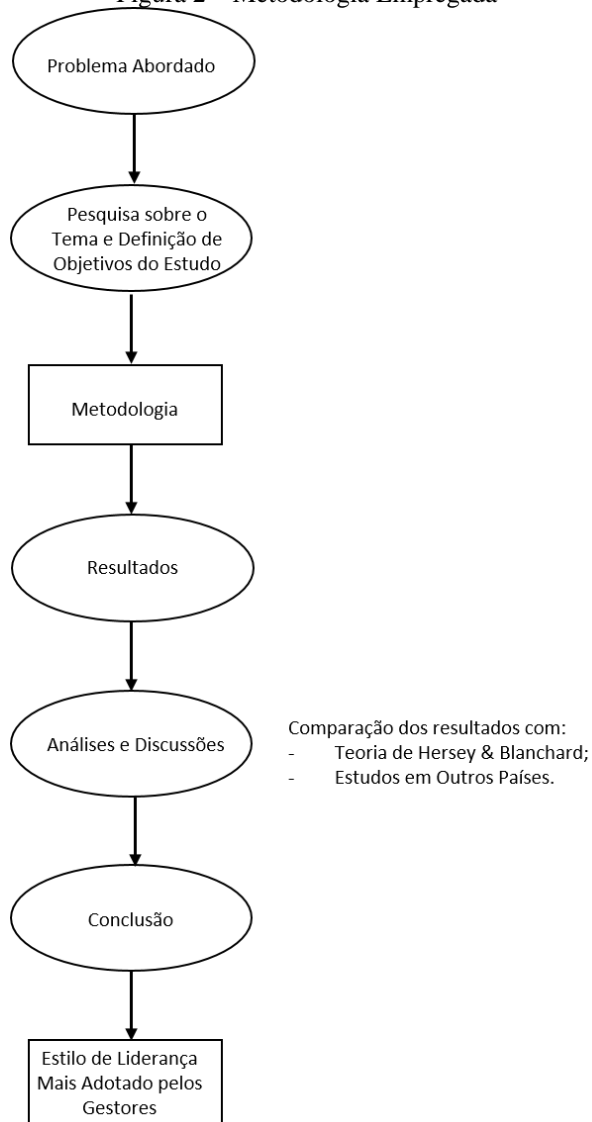 Figura 2 – Metodologia Empregada
Problema Abordado
Pesquisa sobre o
Tema e Definição de
Objetivos do Estudo
Metodologia
Resultados
Análises e Discussões
Comparação dos resultados com:
- Teoria de Hersey & Blanchard;
- Estudos em Outros Países.
Conclusão
Estilo de Liderança
Mais Adotado pelos
Gestores